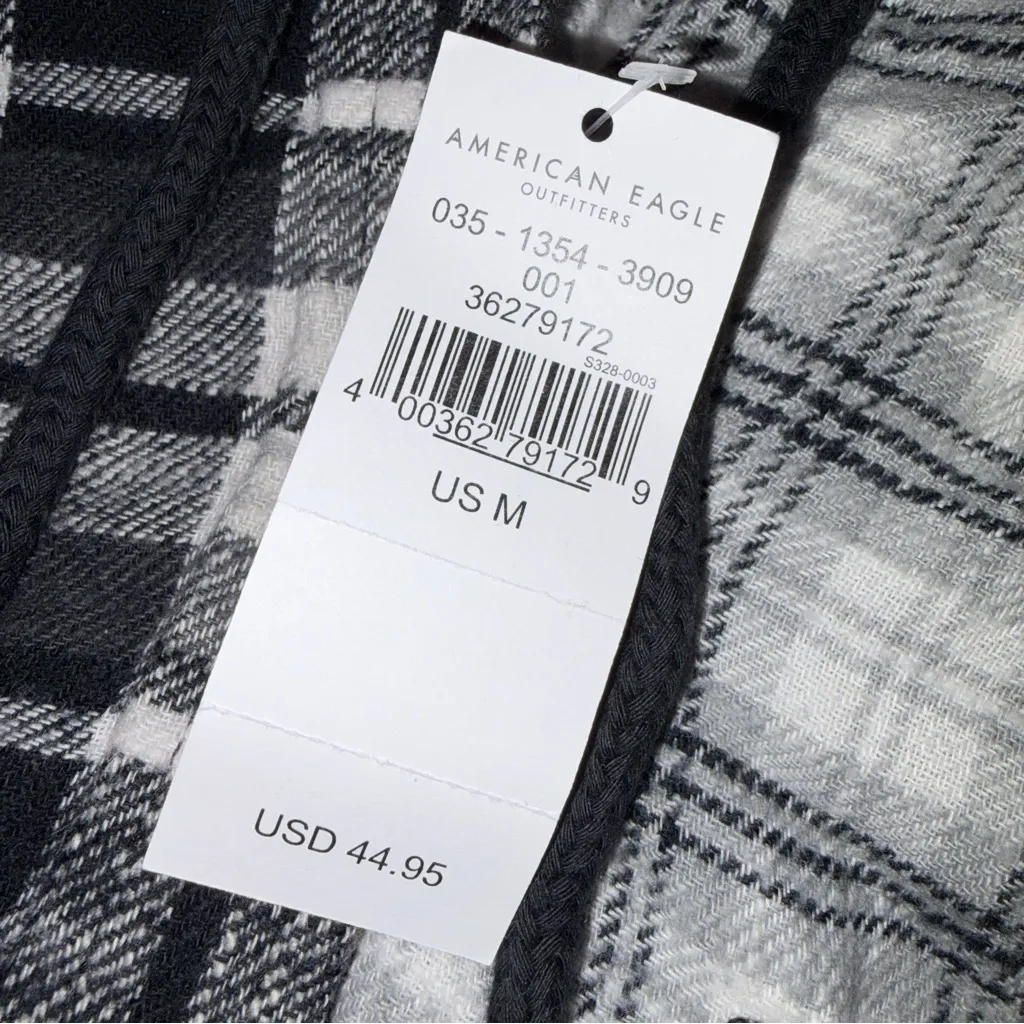 AMERICAN EAGLE
OUTFITTERS
035 - 1354 - 3909
001
36279172
S328-0003
4 00362 79172 9
US M
USD 44.95